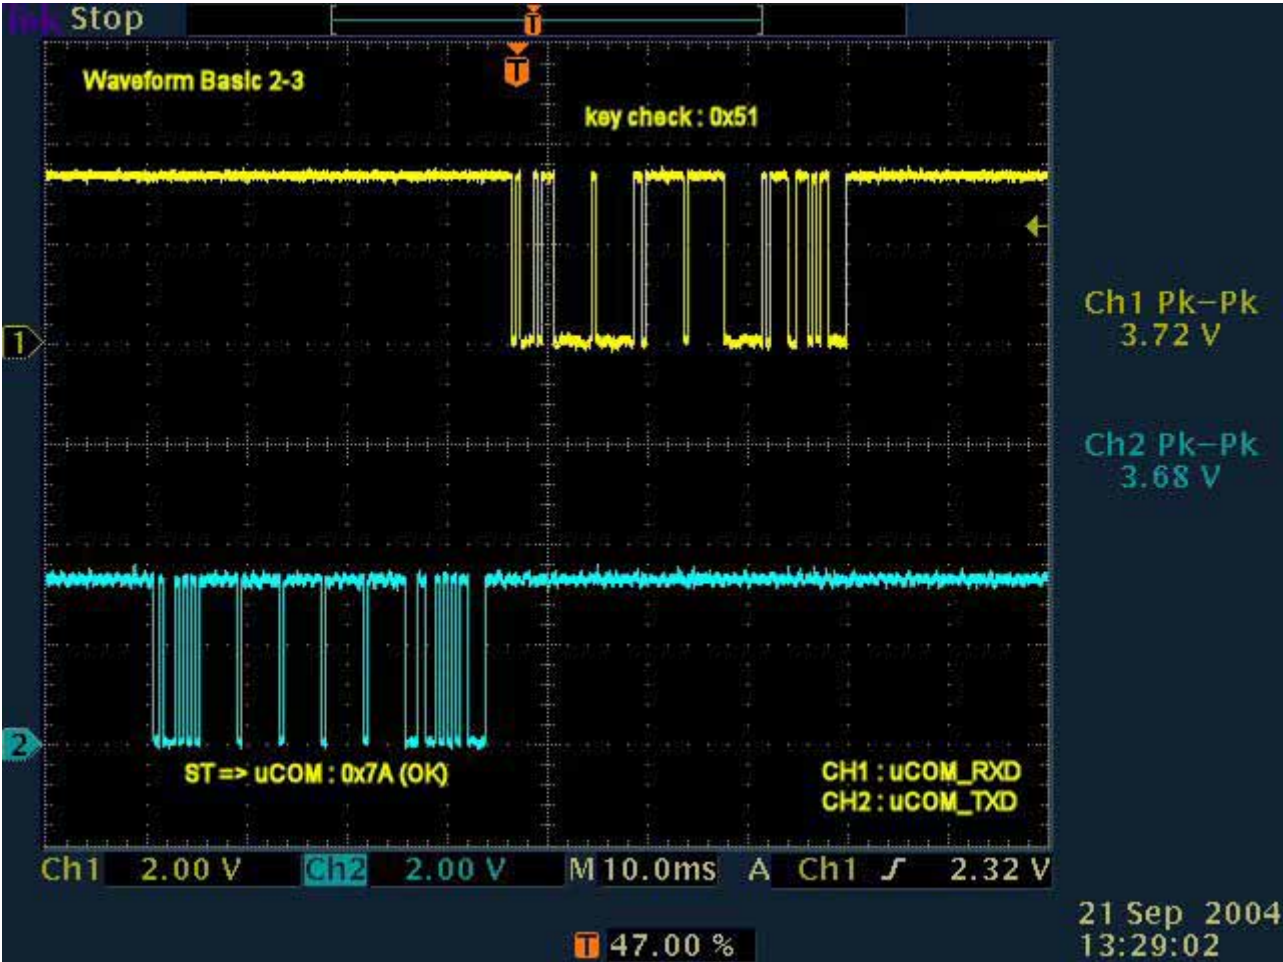 Stop
T
T
Waveform Basic 2-3
key check : 0x51
1
Ch1 Pk-Pk
3.72 V
Ch2 Pk-Pk
3.68 V
2
ST => uCOM : 0x7A (OK)
CH1 : uCOM_RXD
CH2 : uCOM_TXD
Ch1 2.00 V Ch2 2.00 V M 10.0ms A Ch1 2.32 V
21 Sep 2004
13:29:02
T 47.00 %